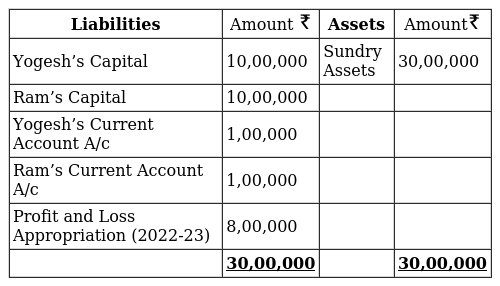 Liabilities Amount ₹ Assets Amount₹
Yogesh’s Capital 10,00,000 Sundry Assets 30,00,000
Ram’s Capital 10,00,000
Yogesh’s Current
Account A/c 1,00,000
Ram’s Current Account
A/c 1,00,000
Profit and Loss
Appropriation (2022-23) 8,00,000
30,00,000 30,00,000